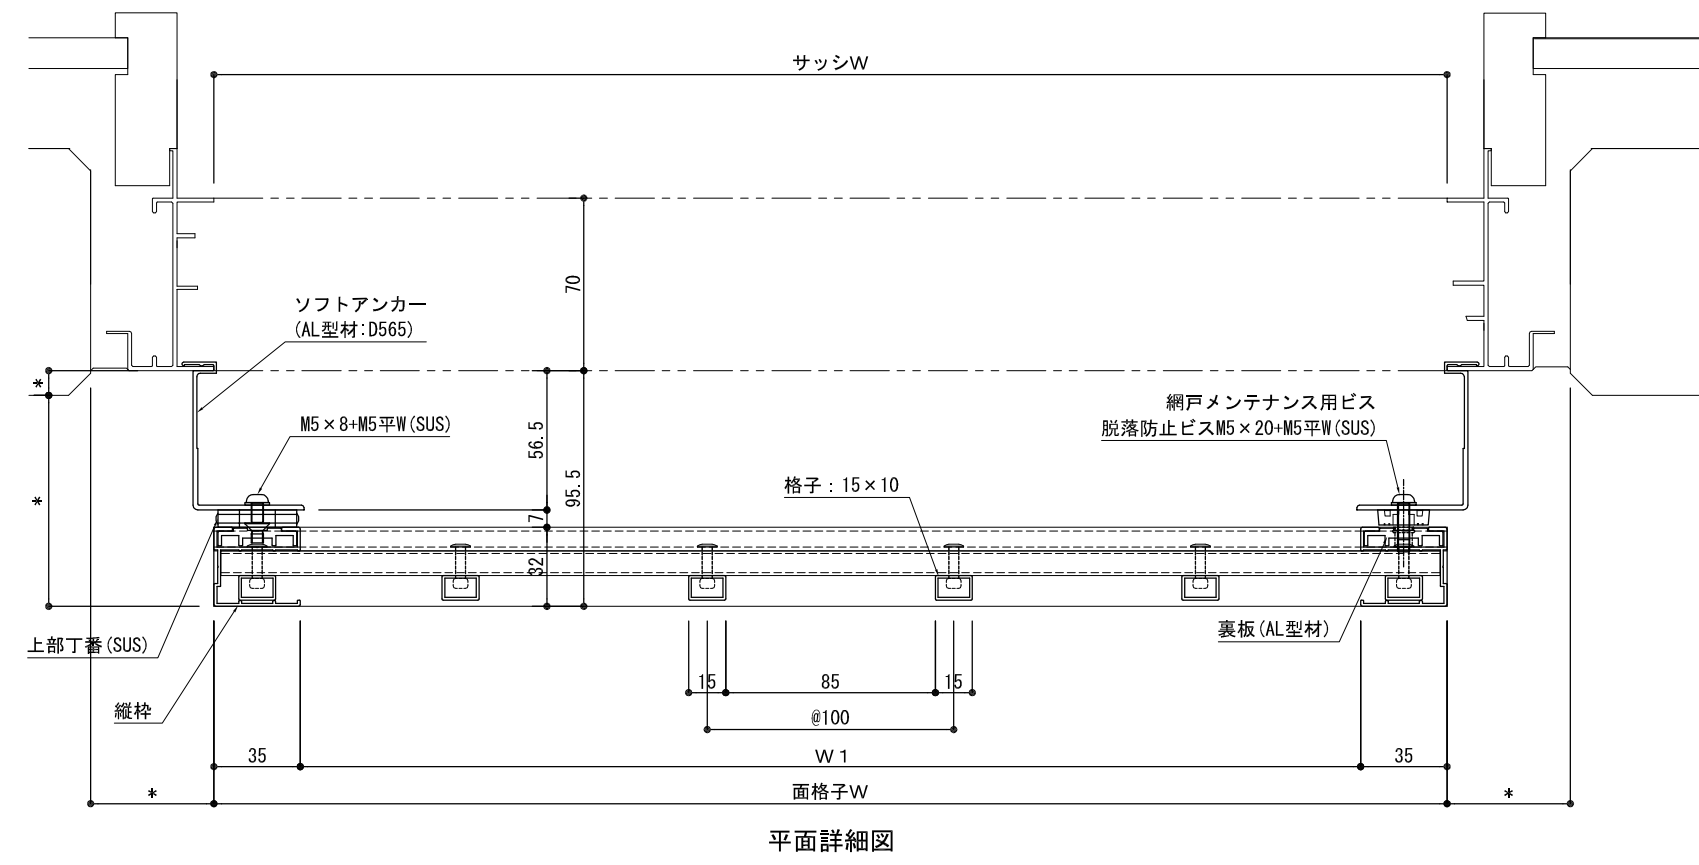 サッシW
70
ソフトアンカー
(AL型材:D565)
*
M5×8+M5平W(SUS)
56.5
95.5
網戸メンテナンス用ビス
脱落防止ビスM5×20+M5平W(SUS)
*
格子：15×10
7
32
上部丁番(SUS)
裏板(AL型材)
15
85
15
縦枠
@100
35
W1
35
*
面格子W
*
平面詳細図